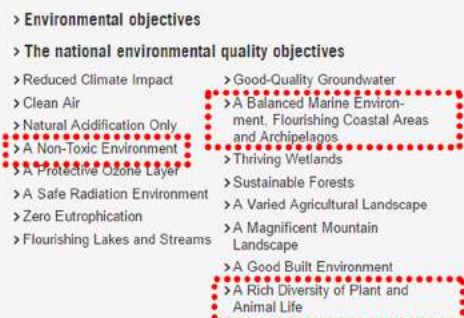 > Environmental objectives
> The national environmental quality objectives
> Reduced Climate Impact
> Clean Air
> Natural Acidification Only
> A Non-Toxic Environment
> A Protective Ozone Layer
> A Safe Radiation Environment
> Zero Eutrophication
> Flourishing Lakes and Streams
> Good-Quality Groundwater
> A Balanced Marine Environ-
ment, Flourishing Coastal Areas
and Archipelagos
> Thriving Wetlands
> Sustainable Forests
> A Varied Agricultural Landscape
> A Magnificent Mountain
Landscape
> A Good Built Environment
> A Rich Diversity of Plant and
Animal Life